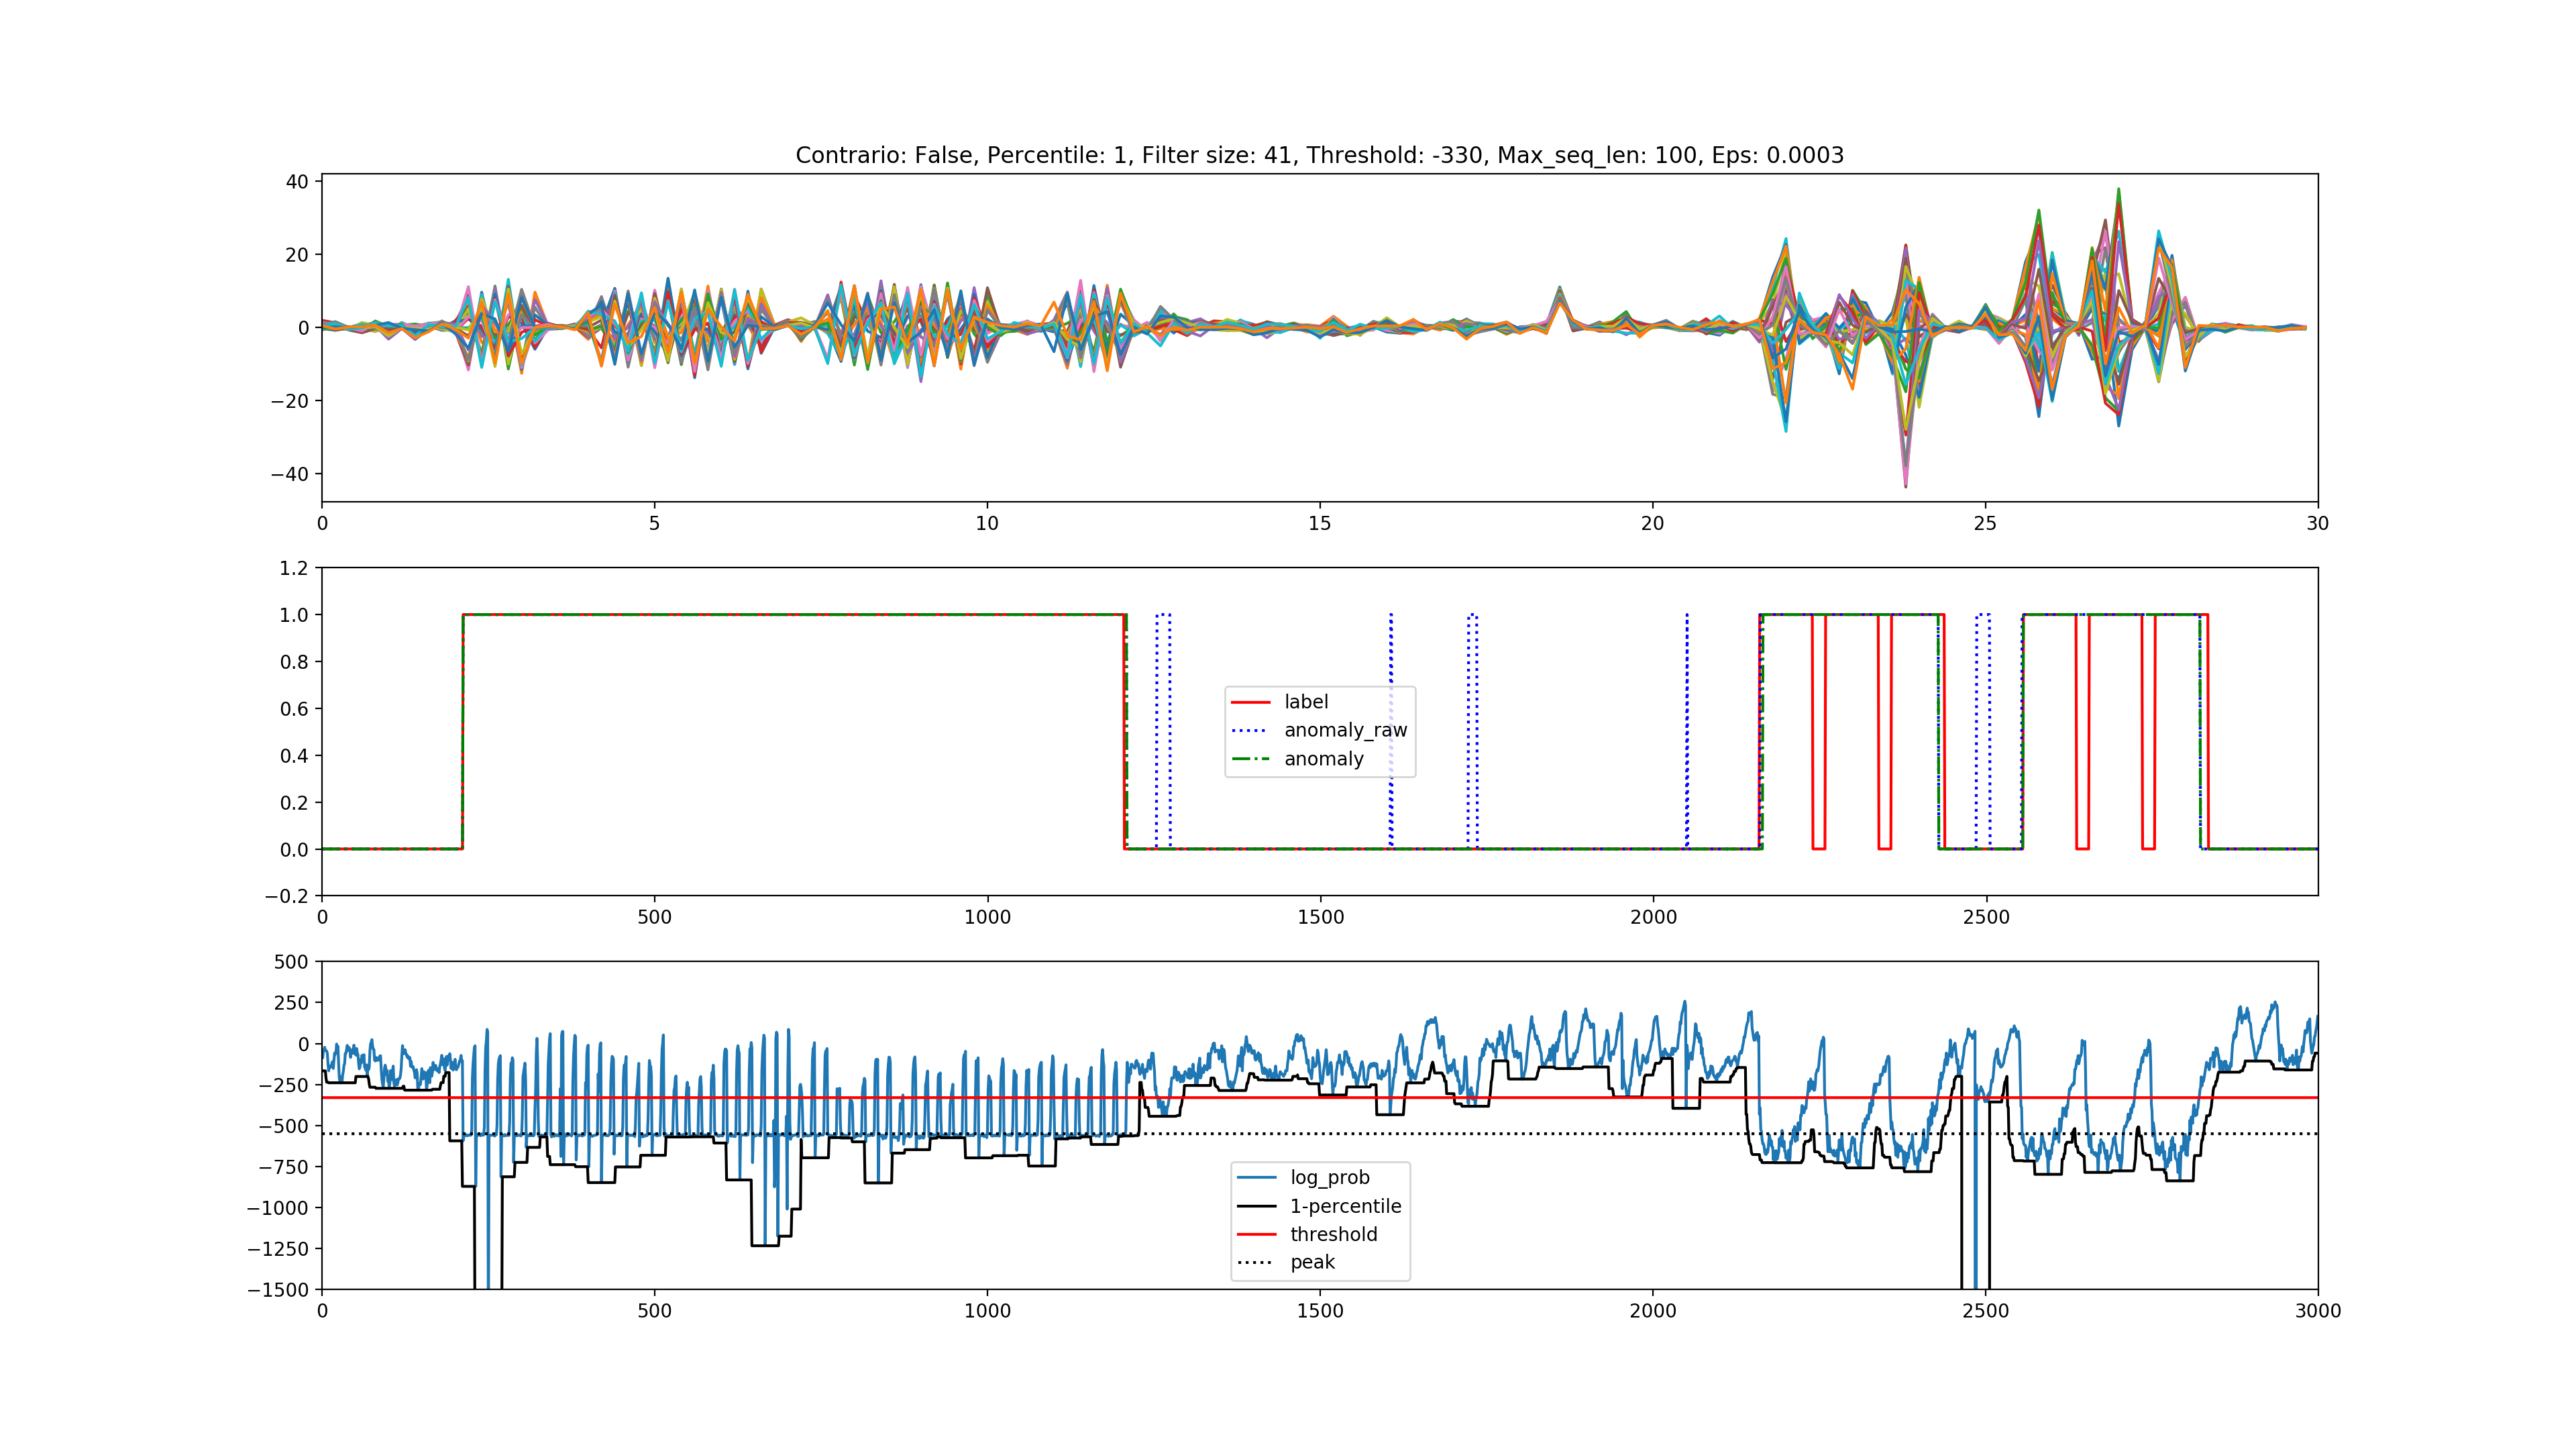 Contrario: False, Percentile: 1, Filter size: 41, Threshold: -330, Max_seq_len: 100, Eps: 0.0003
40
20
0
−20
−40
0 5 10 15 20 25 30
1.2
1.0
0.8
0.6
0.4
0.2
0.0
−0.2
label
anomaly_raw
anomaly
0 500 1000 1500 2000 2500
500
250
0
−250
−500
−750
−1000
−1250
−1500
log_prob
1-percentile
threshold
peak
0 500 1000 1500 2000 2500 3000